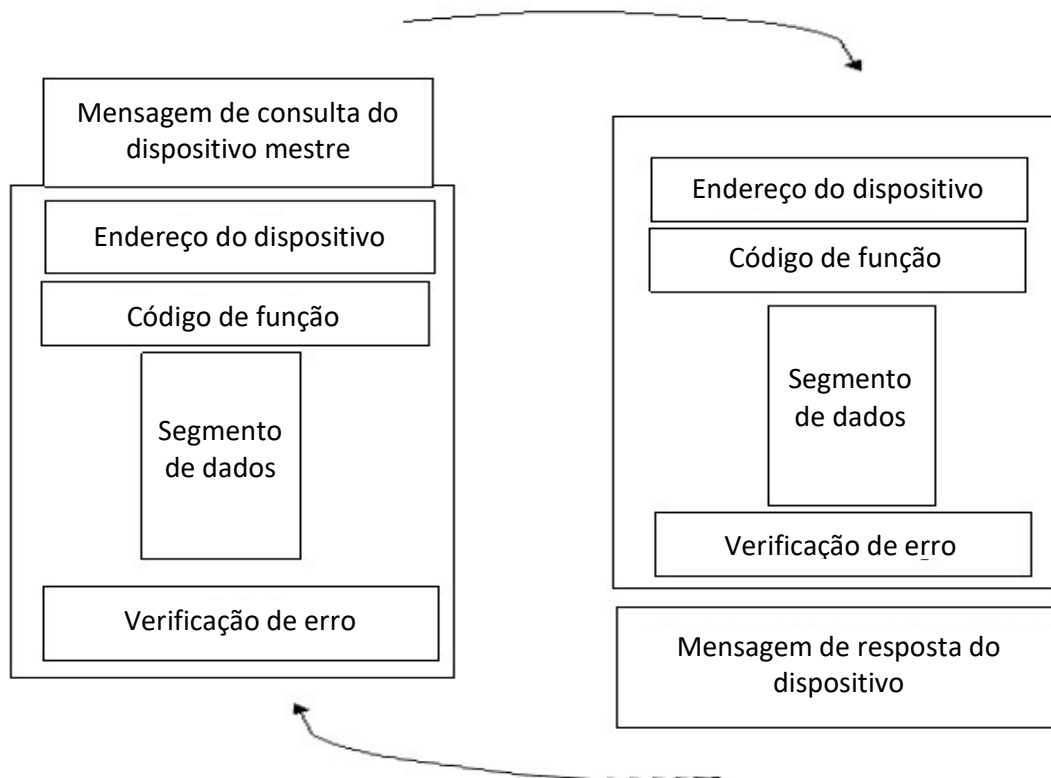 Mensagem de consulta do
dispositivo mestre
Endereço do dispositivo
Código de função
Segmento
de dados
Verificação de erro
Endereço do dispositivo
Código de função
Segmento
de dados
Verificação de erro
Mensagem de resposta do
dispositivo